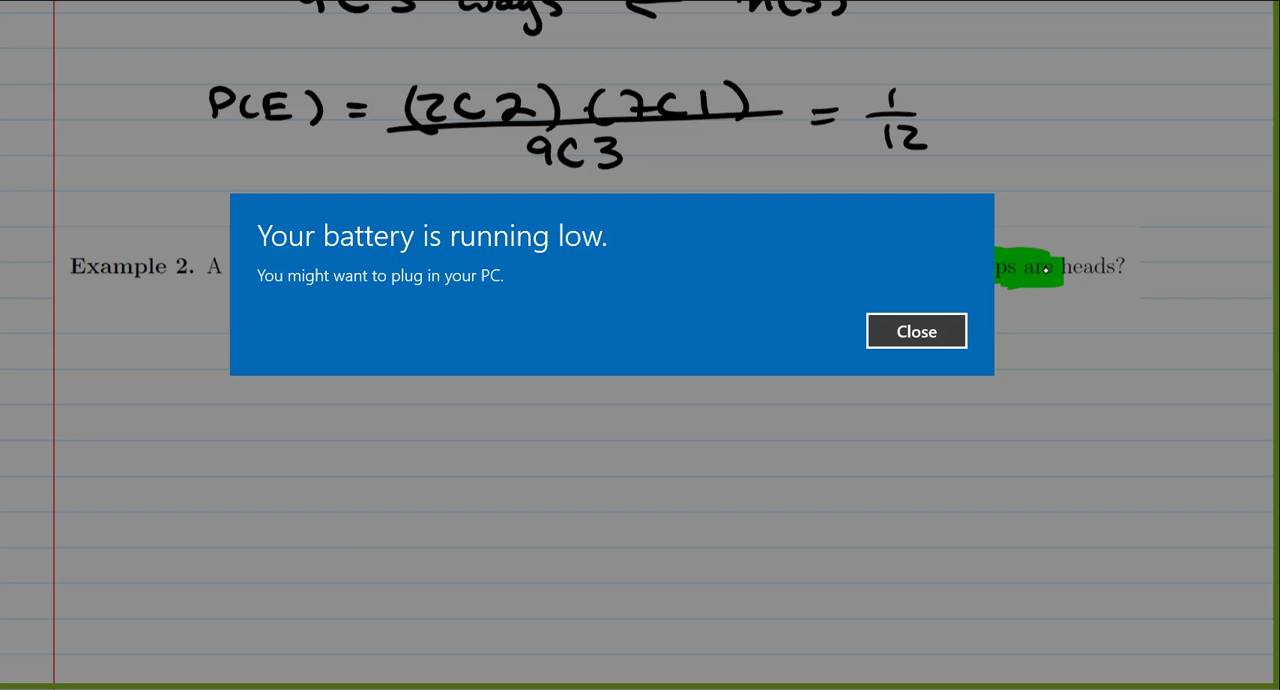 ways ←
P(E) = (2C2) (7C1) / 9C3 = 1/12
Your battery is running low.
You might want to plug in your PC.
Example 2. A ps are heads?
Close